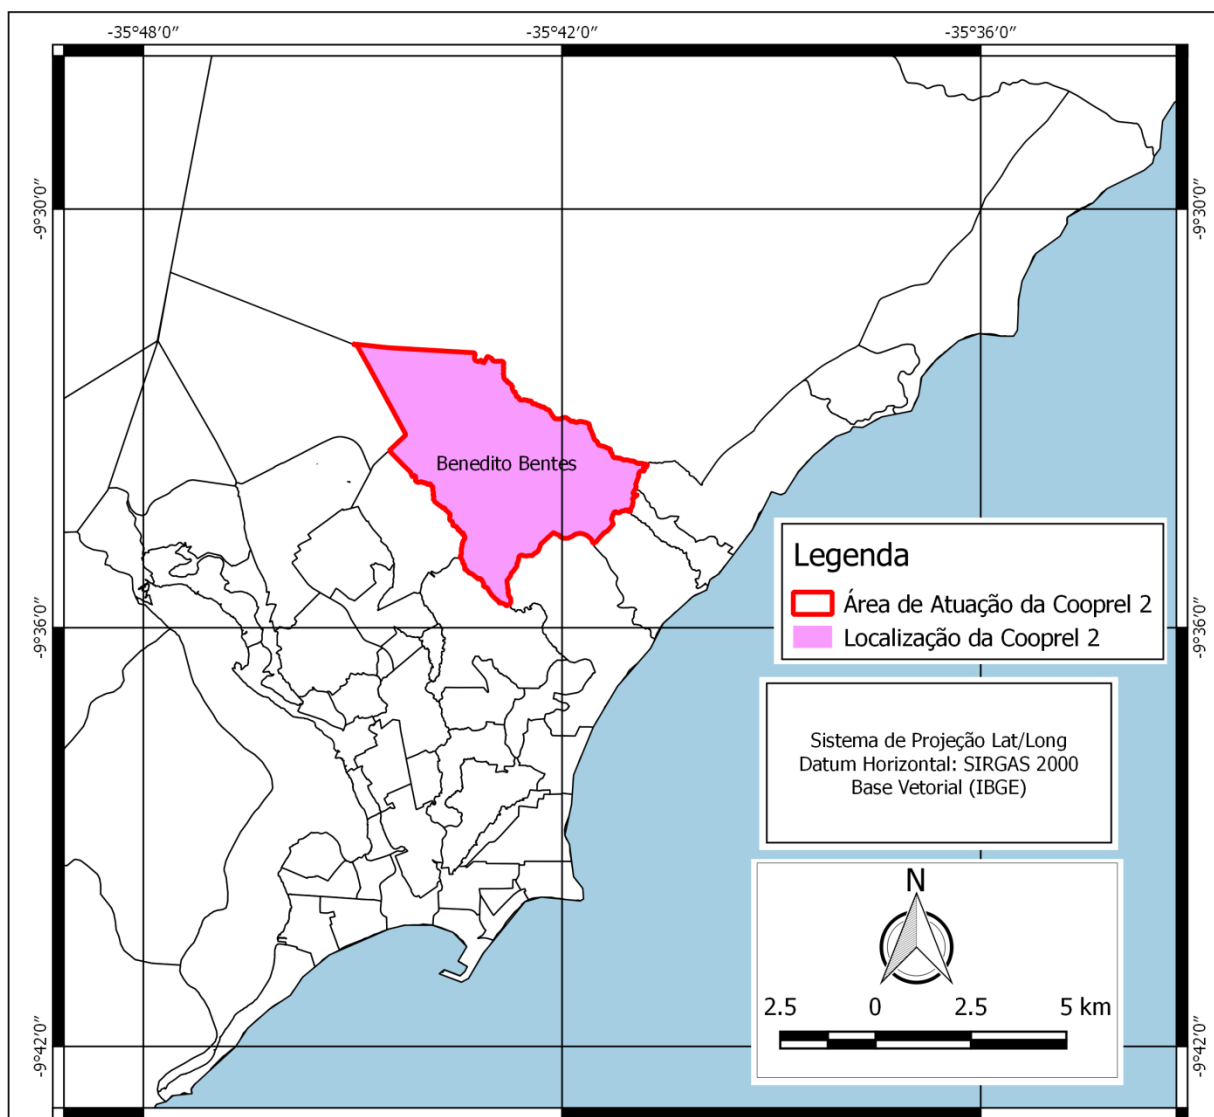 -35°48′0″ -35°42′0″ -35°36′0″
-9°30′0″ -9°30′0″
Benedito Bentes
Legenda
Área de Atuação da Cooprel 2
Localização da Cooprel 2
-9°36′0″ -9°36′0″
Sistema de Projeção Lat/Long
Datum Horizontal: SIRGAS 2000
Base Vetorial (IBGE)
N
2.5 0 2.5 5 km
-9°42′0″ -9°42′0″